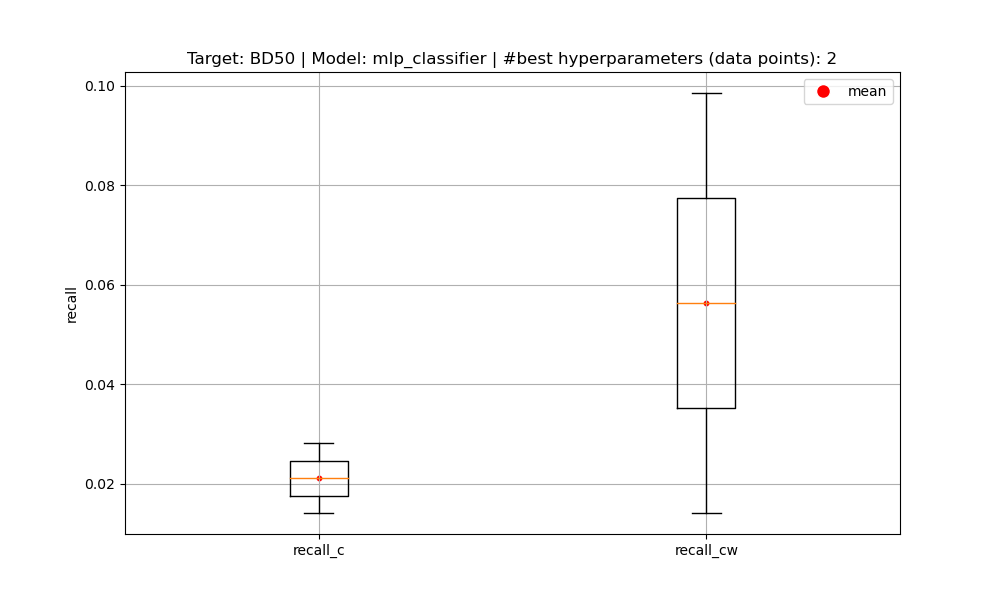 Target: BD50 | Model: mlp_classifier | #best hyperparameters (data points): 2
mean
0.10
0.08
0.06
0.04
0.02
recall
recall_c
recall_cw